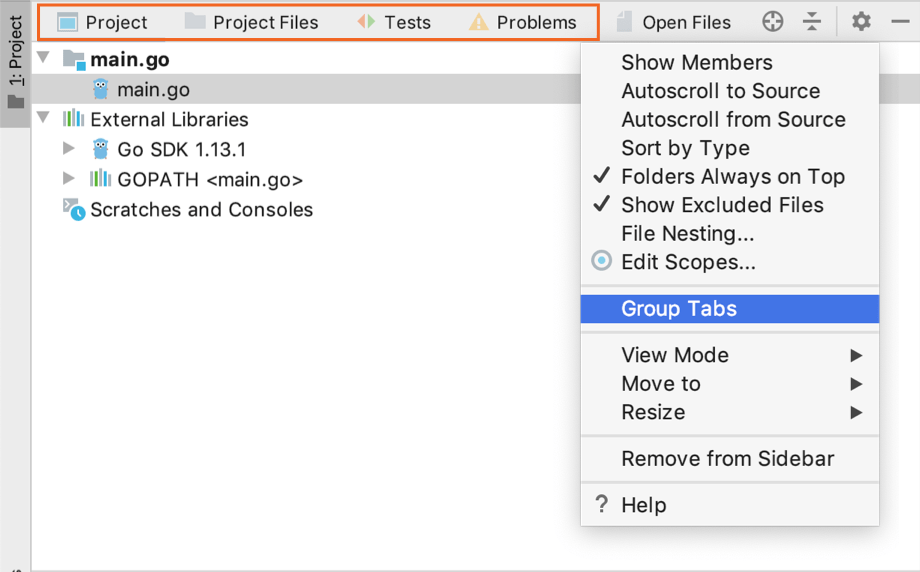 1: Project
Project
Project Files
Tests
Problems
Open Files
main.go
main.go
External Libraries
Go SDK 1.13.1
GOPATH <main.go>
Scratches and Consoles
Show Members
Autoscroll to Source
Autoscroll from Source
Sort by Type
Folders Always on Top
Show Excluded Files
File Nesting...
Edit Scopes...
Group Tabs
View Mode
Move to
Resize
Remove from Sidebar
? Help